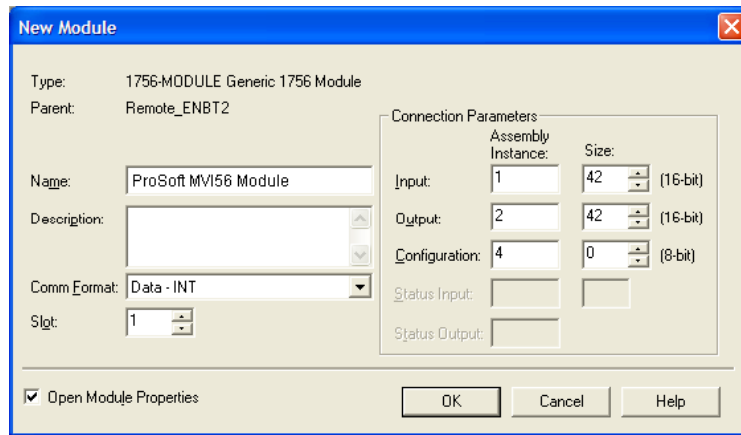 New Module
Type: 1756-MODULE Generic 1756 Module
Parent: Remote_ENBT2
Connection Parameters
Assembly Instance: Size:
Name: ProSoft MVI56 Module
Input: 1 42 (16-bit)
Description:
Output: 2 42 (16-bit)
Configuration: 4 0 (8-bit)
Comm Format: Data - INT
Status Input:
Slot: 1
Status Output:
Open Module Properties
OK Cancel Help